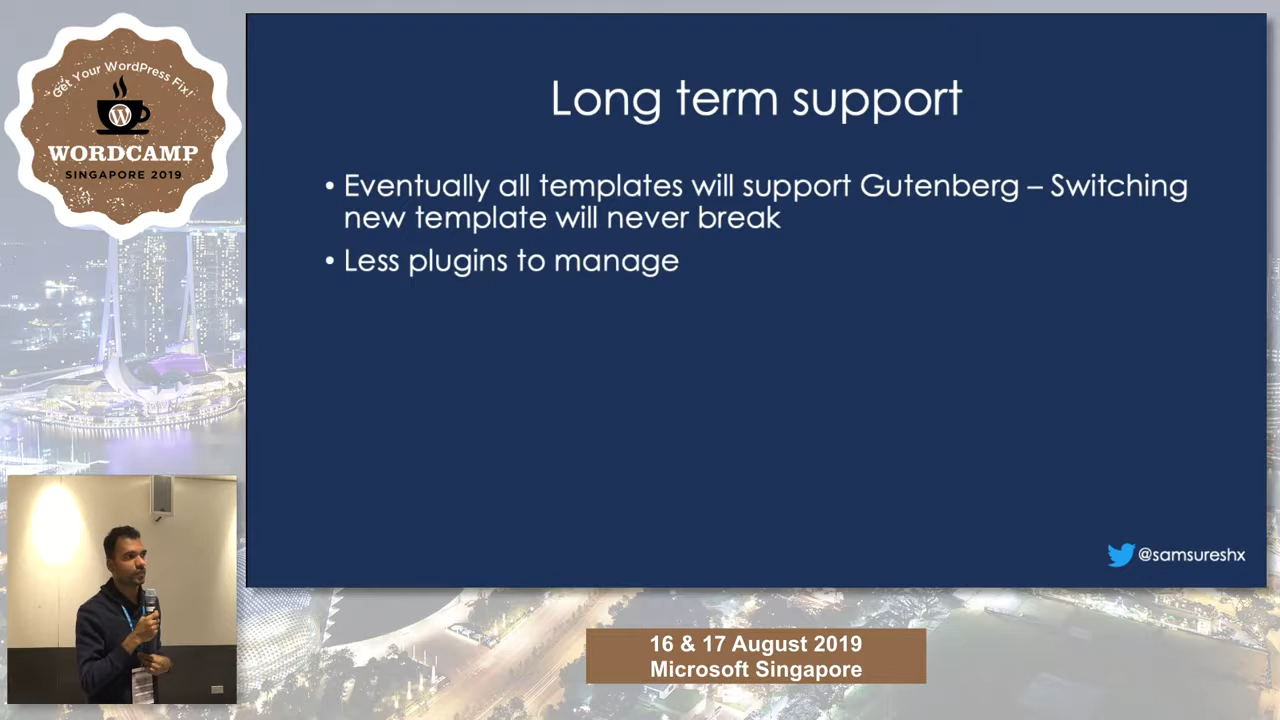 Get Your WordPress Fix!
WORDCAMP
SINGAPORE 2019
Long term support
• Eventually all templates will support Gutenberg – Switching
new template will never break
• Less plugins to manage
@samsureshx
16 & 17 August 2019
Microsoft Singapore